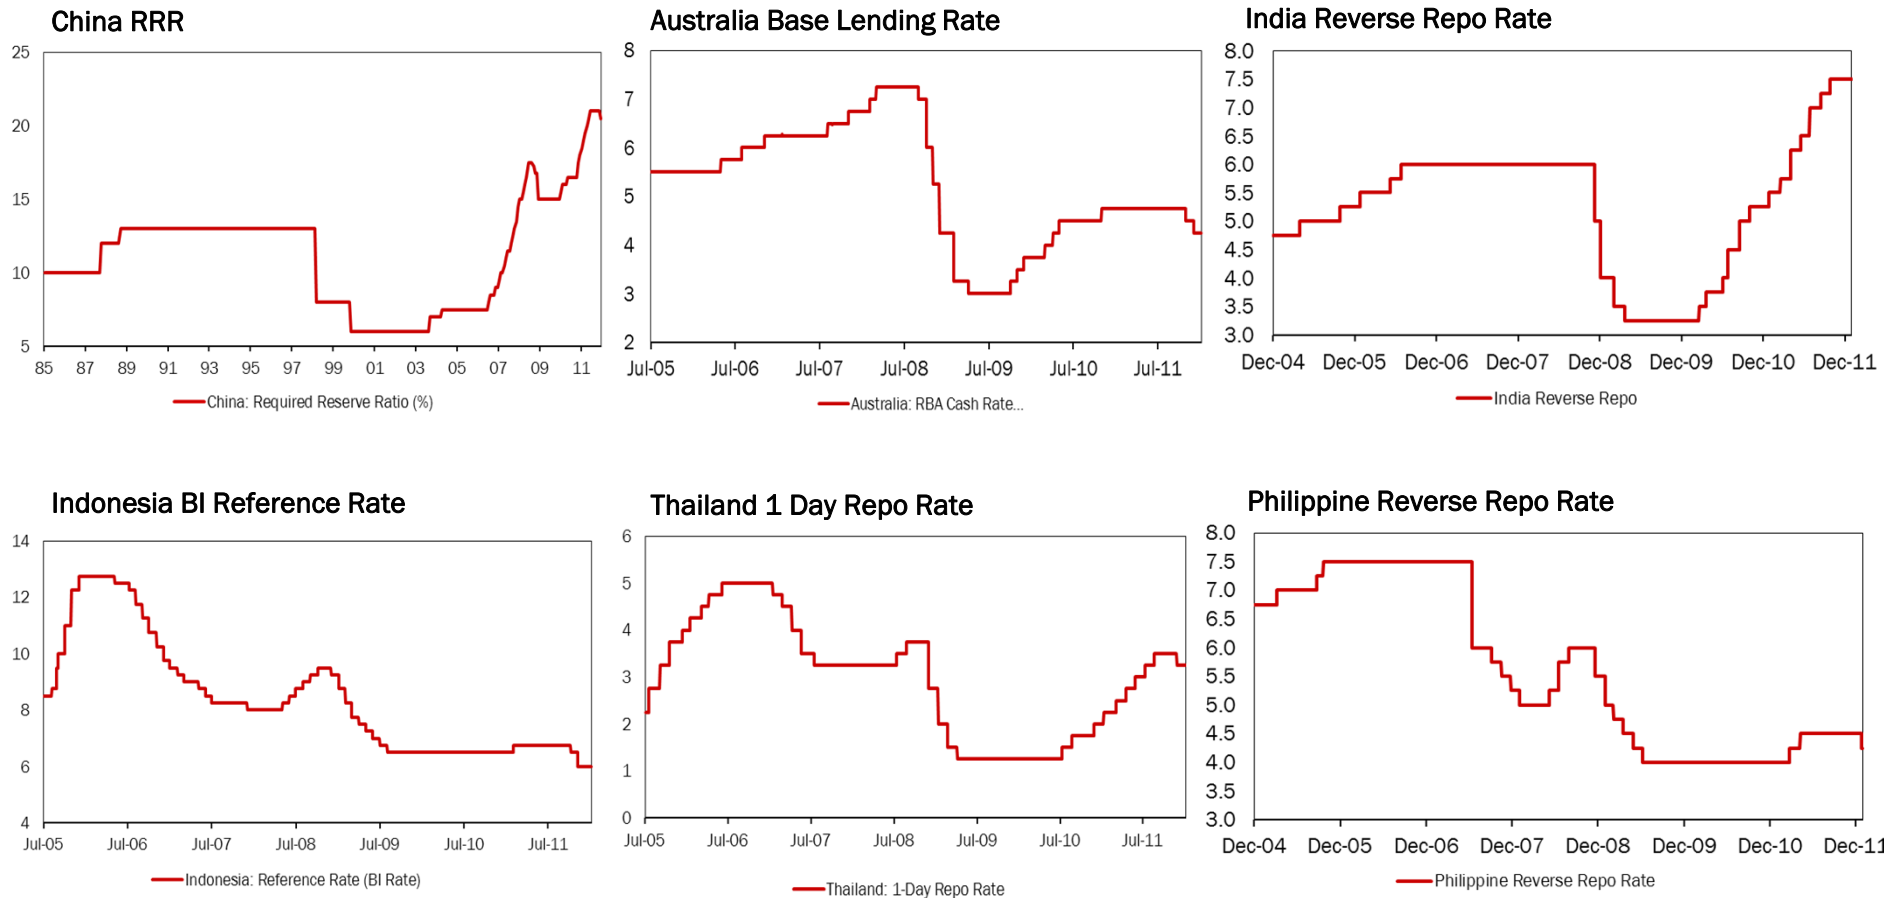 China RRR
25
20
15
10
5
85 87 89 91 93 95 97 99 01 03 05 07 09 11
China: Required Reserve Ratio (%)
Australia Base Lending Rate
8
7
6
5
4
3
2
Jul-05 Jul-06 Jul-07 Jul-08 Jul-09 Jul-10 Jul-11
Australia: RBA Cash Rate...
India Reverse Repo Rate
8.0
7.5
7.0
6.5
6.0
5.5
5.0
4.5
4.0
3.5
3.0
Dec-04 Dec-05 Dec-06 Dec-07 Dec-08 Dec-09 Dec-10 Dec-11
India Reverse Repo
Indonesia BI Reference Rate
14
12
10
8
6
4
Jul-05 Jul-06 Jul-07 Jul-08 Jul-09 Jul-10 Jul-11
Indonesia: Reference Rate (BI Rate)
Thailand 1 Day Repo Rate
6
5
4
3
2
1
0
Jul-05 Jul-06 Jul-07 Jul-08 Jul-09 Jul-10 Jul-11
Thailand: 1-Day Repo Rate
Philippine Reverse Repo Rate
8.0
7.5
7.0
6.5
6.0
5.5
5.0
4.5
4.0
3.5
3.0
Dec-04 Dec-05 Dec-06 Dec-07 Dec-08 Dec-09 Dec-10 Dec-11
Philippine Reverse Repo Rate